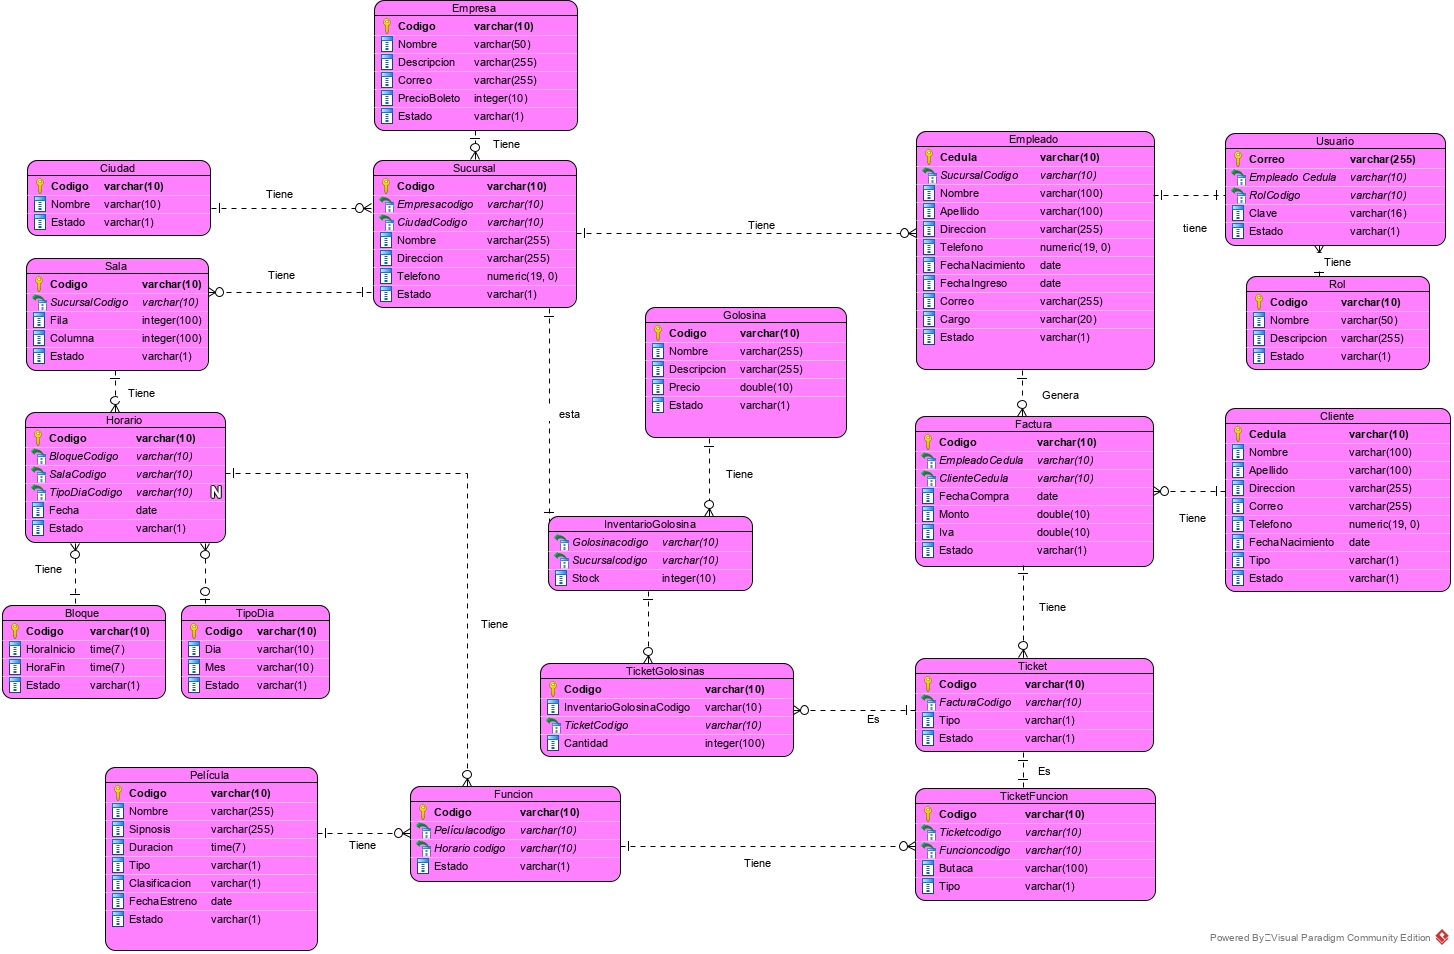 Empresa
Codigo varchar(10)
Nombre varchar(50)
Descripcion varchar(255)
Correo varchar(255)
PrecioBoleto integer(10)
Estado varchar(1)
Tiene
Ciudad
Codigo varchar(10)
Nombre varchar(10)
Estado varchar(1)
Tiene
Sucursal
Codigo varchar(10)
Empresacodigo varchar(10)
CiudadCodigo varchar(10)
Nombre varchar(255)
Direccion varchar(255)
Telefono numeric(19, 0)
Estado varchar(1)
Tiene
Empleado
Cedula varchar(10)
SucursalCodigo varchar(10)
Nombre varchar(100)
Apellido varchar(100)
Direccion varchar(255)
Telefono numeric(19, 0)
FechaNacimiento date
FechaIngreso date
Correo varchar(255)
Cargo varchar(20)
Estado varchar(1)
tiene
Usuario
Correo varchar(255)
Empleado Cedula varchar(10)
RolCodigo varchar(10)
Clave varchar(16)
Estado varchar(1)
Tiene
Rol
Codigo varchar(10)
Nombre varchar(50)
Descripcion varchar(255)
Estado varchar(1)
Sala
Codigo varchar(10)
SucursalCodigo varchar(10)
Fila integer(100)
Columna integer(100)
Estado varchar(1)
Tiene
Tiene
Golosina
Codigo varchar(10)
Nombre varchar(255)
Descripcion varchar(255)
Precio double(10)
Estado varchar(1)
esta
Tiene
Genera
Horario
Codigo varchar(10)
BloqueCodigo varchar(10)
SalaCodigo varchar(10)
TipoDiaCodigo varchar(10) N
Fecha date
Estado varchar(1)
Tiene
Factura
Codigo varchar(10)
EmpleadoCedula varchar(10)
ClienteCedula varchar(10)
FechaCompra date
Monto double(10)
Iva double(10)
Estado varchar(1)
Tiene
Cliente
Cedula varchar(10)
Nombre varchar(100)
Apellido varchar(100)
Direccion varchar(255)
Correo varchar(255)
Telefono numeric(19, 0)
FechaNacimiento date
Tipo varchar(1)
Estado varchar(1)
InventarioGolosina
Golosinacodigo varchar(10)
Sucursalcodigo varchar(10)
Stock integer(10)
Tiene
Bloque
Codigo varchar(10)
HoraInicio time(7)
HoraFin time(7)
Estado varchar(1)
TipoDia
Codigo varchar(10)
Dia varchar(10)
Mes varchar(10)
Estado varchar(1)
Tiene
TicketGolosinas
Codigo varchar(10)
InventarioGolosinaCodigo varchar(10)
TicketCodigo varchar(10)
Cantidad integer(100)
Es
Ticket
Codigo varchar(10)
FacturaCodigo varchar(10)
Tipo varchar(1)
Estado varchar(1)
Es
Película
Codigo varchar(10)
Nombre varchar(255)
Sipnosis varchar(255)
Duracion time(7)
Tipo varchar(1)
Clasificacion varchar(1)
FechaEstreno date
Estado varchar(1)
Tiene
Funcion
Codigo varchar(10)
Películacodigo varchar(10)
Horario codigo varchar(10)
Estado varchar(1)
Tiene
TicketFuncion
Codigo varchar(10)
Ticketcodigo varchar(10)
Funcioncodigo varchar(10)
Butaca varchar(100)
Tipo varchar(1)
Powered By Visual Paradigm Community Edition